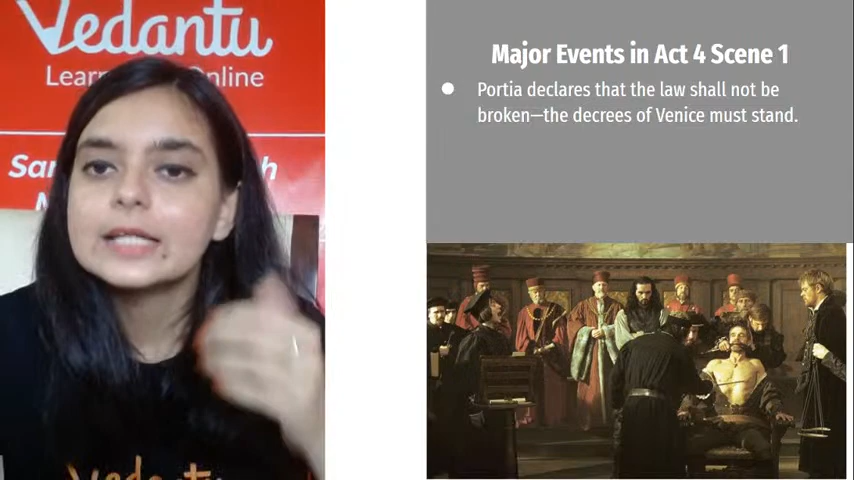 Vedantu
Learn Online
Major Events in Act 4 Scene 1
Portia declares that the law shall not be
broken—the decrees of Venice must stand.
Vedantu